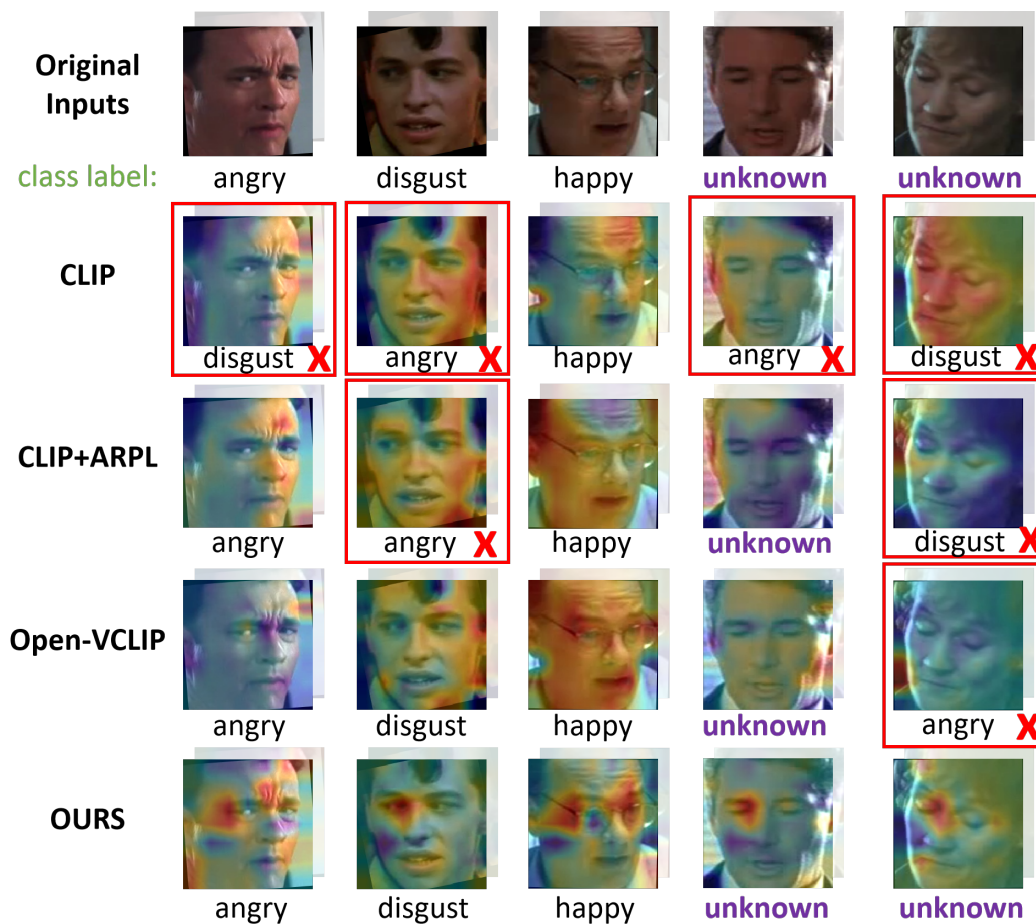 Original
Inputs
class label: angry disgust happy unknown unknown
CLIP
disgust X angry X happy angry X disgust X
CLIP+ARPL
angry angry X happy unknown disgust X
Open-VCLIP
angry disgust happy unknown angry X
OURS
angry disgust happy unknown unknown